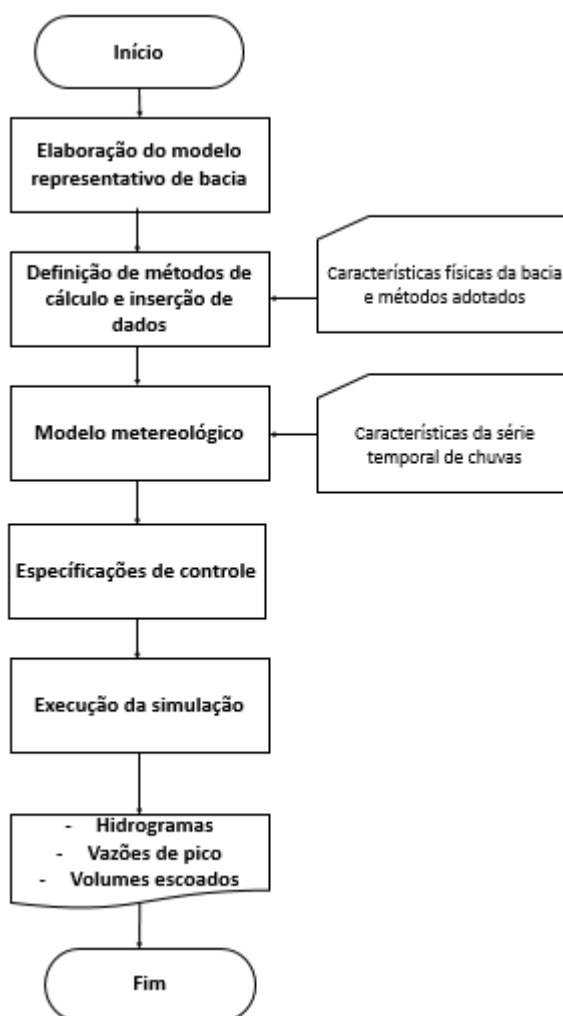 Início
Elaboração do modelo
representativo de bacia
Definição de métodos de
cálculo e inserção de
dados
Características físicas da bacia
e métodos adotados
Modelo metereológico
Características da série
temporal de chuvas
Específicações de controle
Execução da simulação
- Hidrogramas
- Vazões de pico
- Volumes escoados
Fim